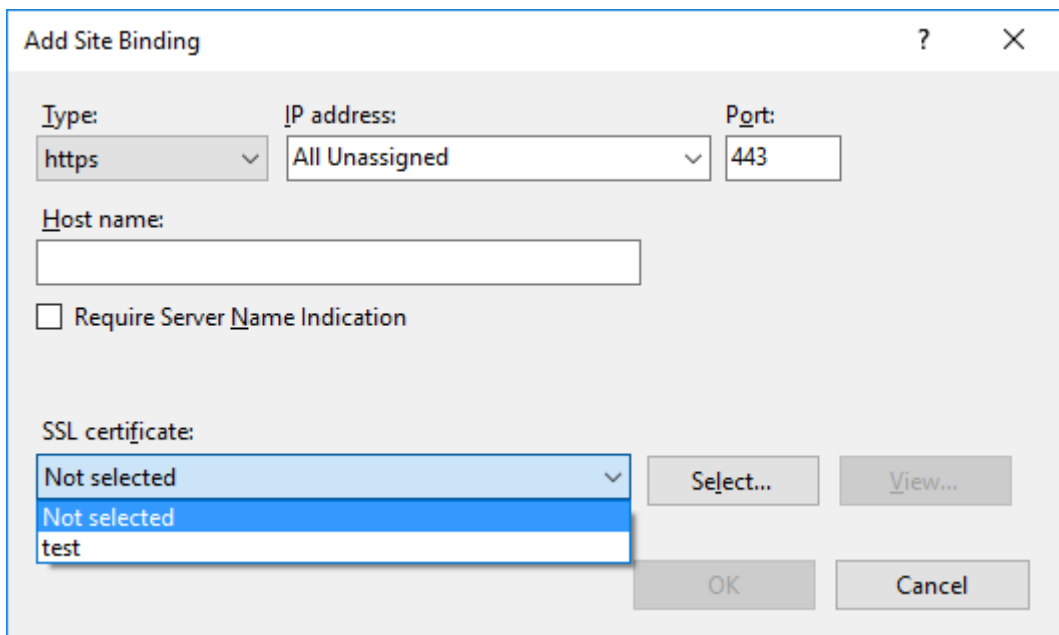 Add Site Binding ?
Type: IP address: Port:
https All Unassigned 443
Host name:
Require Server Name Indication
SSL certificate:
Not selected Select... View...
Not selected
test
OK Cancel